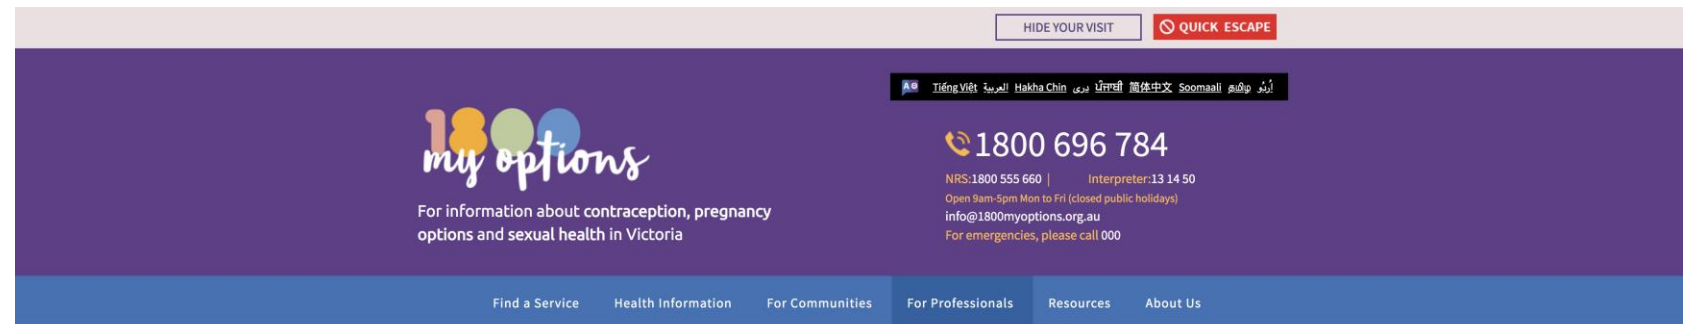 HIDE YOUR VISIT
QUICK ESCAPE
Tiếng Việt العربية Hakha Chin دری ਪੰਜਾਬੀ 简体中文 Soomaali தமிழ் اُردُو
1800
my options
For information about contraception, pregnancy
options and sexual health in Victoria
1800 696 784
NRS:1800 555 660 | Interpreter:13 14 50
Open 9am-5pm Mon to Fri (closed public holidays)
info@1800myoptions.org.au
For emergencies, please call 000
Find a Service Health Information For Communities For Professionals Resources About Us